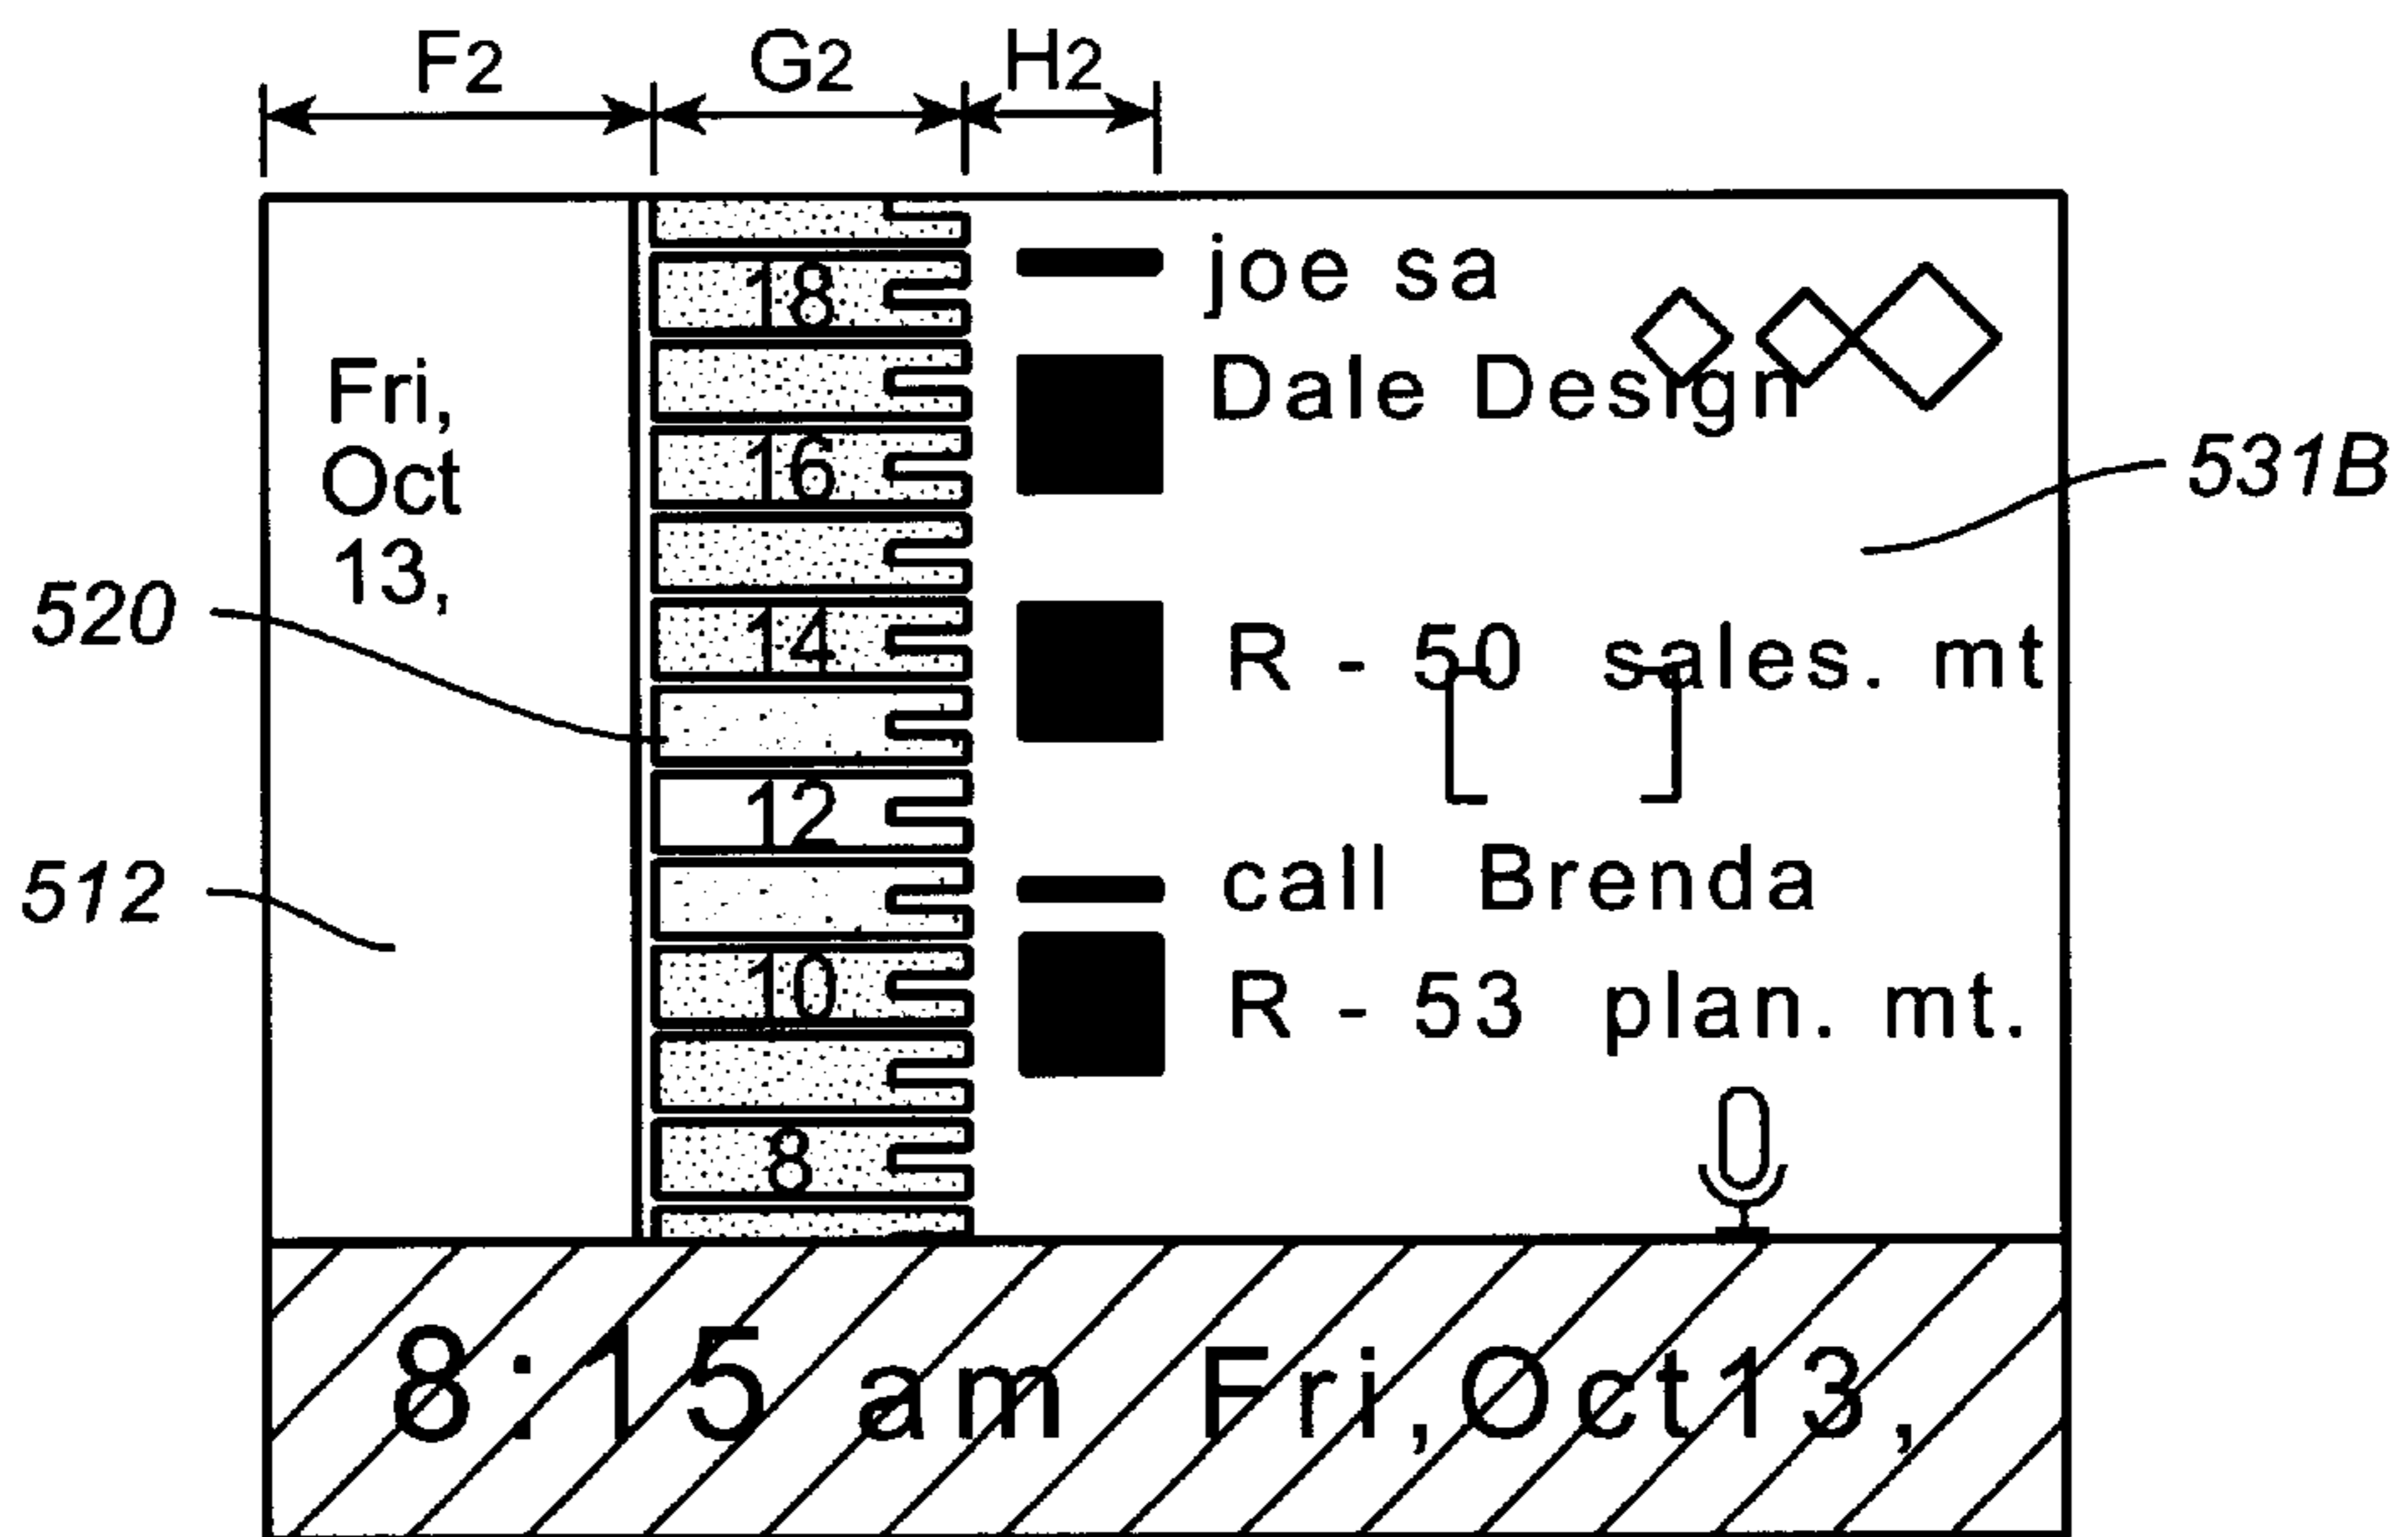 F2 G2 H2
18 joe sa
Dale Design
Fri,
Oct
13,
16
531B
520
14 R - 50 sales. mt
12
512
call Brenda
10 R - 53 plan. mt.
8
8:15 am Fri,Oct13,